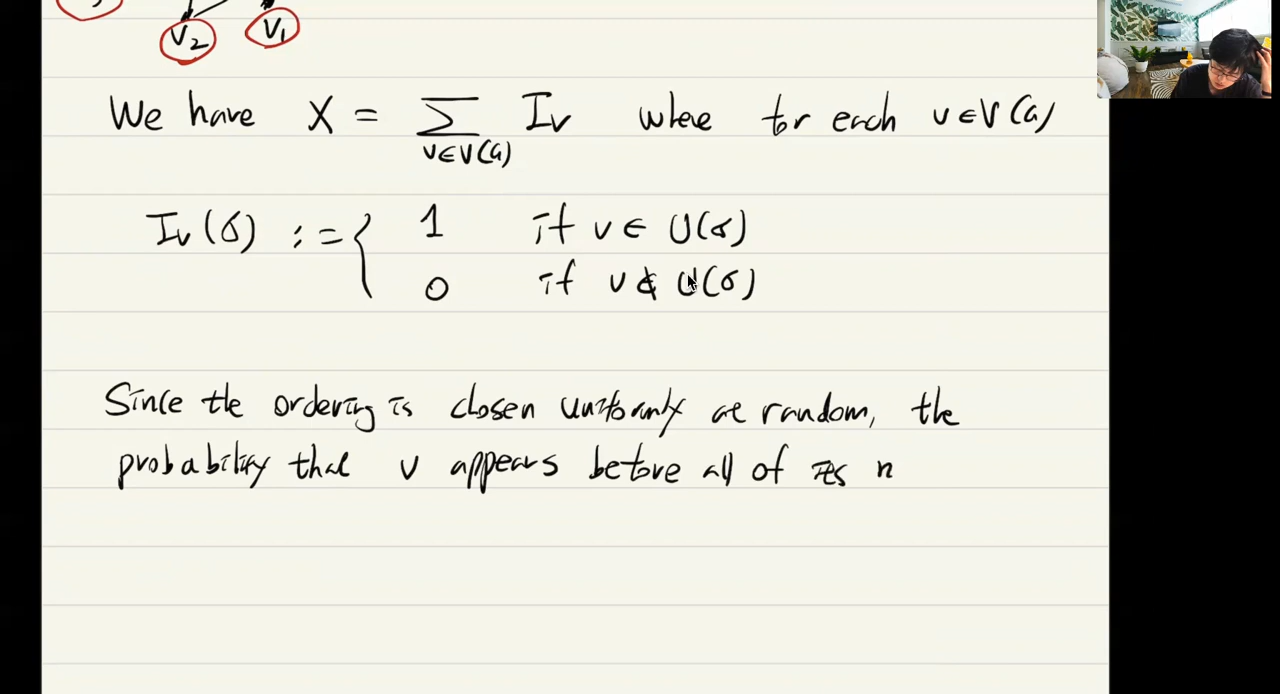 V2 V1
We have X = Σ Iv where for each v∈V(G)
v∈V(G)
Iv(σ) := { 1 if v ∈ U(σ)
0 if v ∉ U(σ)
Since the ordering is chosen uniformly at random, the
probability that v appears before all of its n